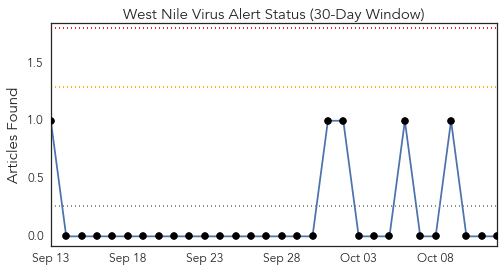 West Nile Virus Alert Status (30-Day Window)
Articles Found
1.5
1.0
0.5
0.0
Sep 13 Sep 18 Sep 23 Sep 28 Oct 03 Oct 08